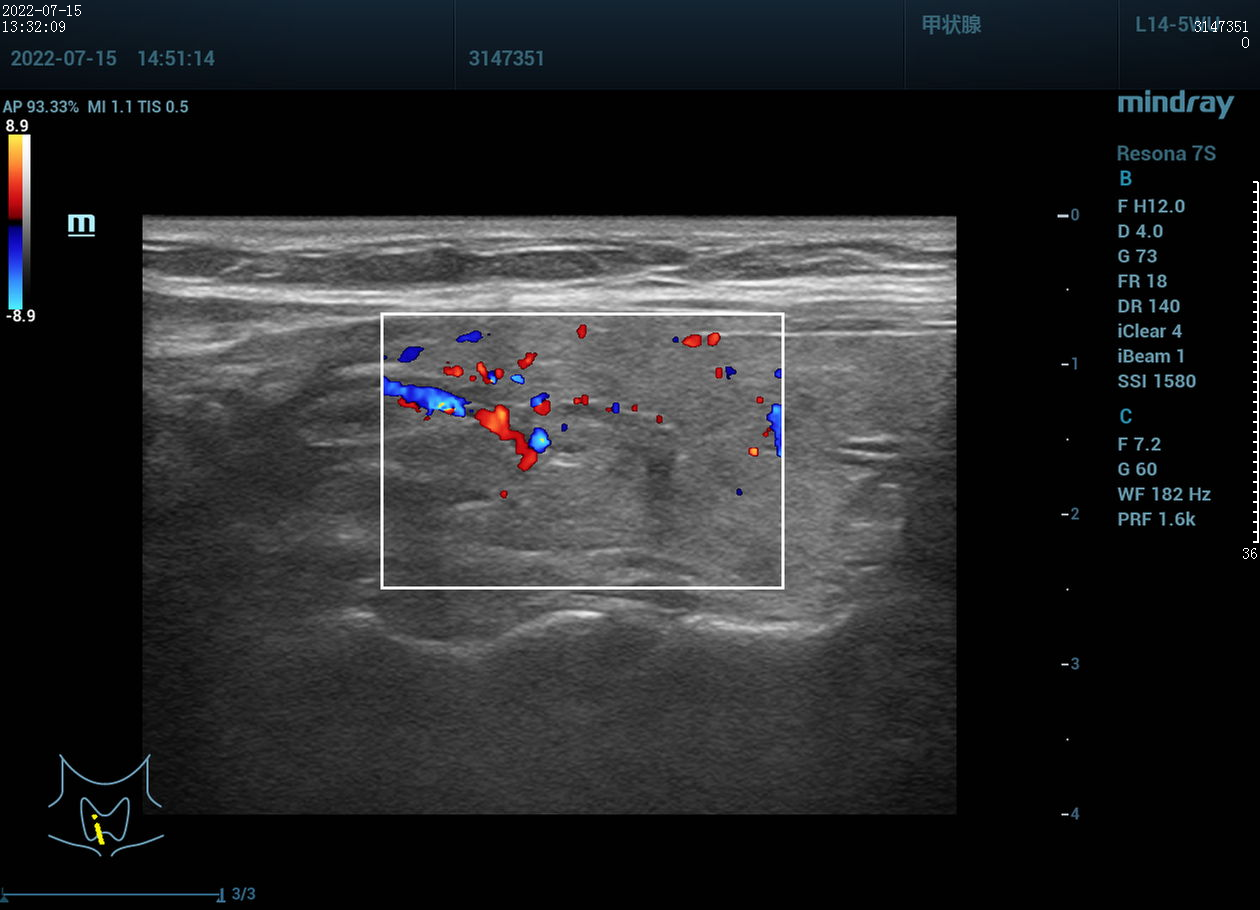 2022-07-15
13:32:09
甲状腺
3147351
0
2022-07-15 14:51:14
3147351
AP 93.33% MI 1.1 TIS 0.5
8.9
-8.9
m
mindray
Resona 7S
B
F H12.0
D 4.0
G 73
FR 18
DR 140
iClear 4
iBeam 1
SSI 1580
C
F 7.2
G 60
WF 182 Hz
PRF 1.6k
0
1
2
3
4
36
3/3